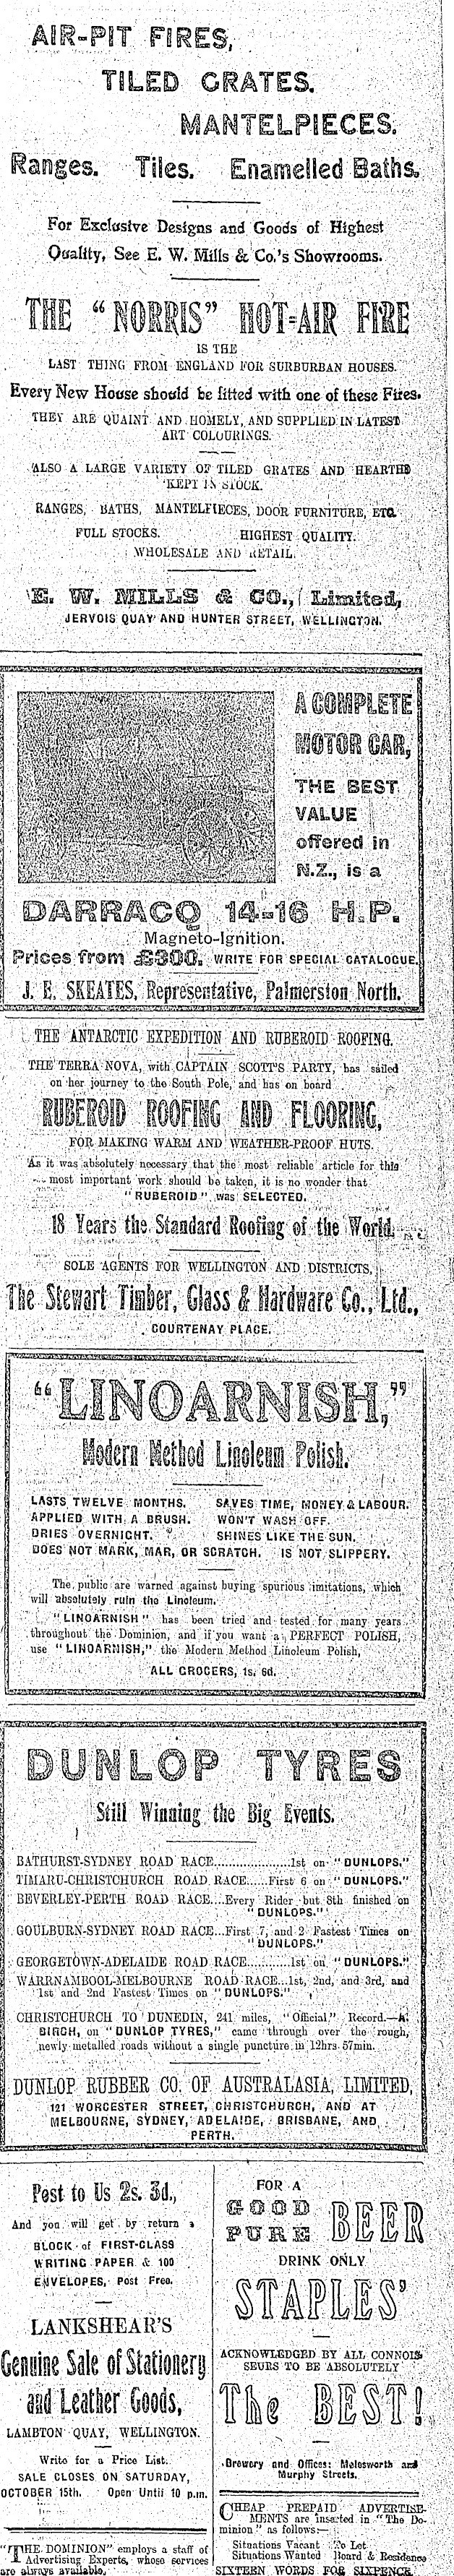 AIR-PIT FIRES,
TILED GRATES.
MANTELPIECES.
Ranges. Tiles. Enamelled Baths.
For Exclusive Designs and Goods of Highest
Quality, See E. W. Mills & Co.'s Showrooms.
THE "NORRIS" HOT-AIR FIRE
IS THE
LAST THING FROM ENGLAND FOR SURBURBAN HOUSES.
Every New House should be fitted with one of these Fires.
THEY ARE QUAINT AND HOMELY, AND SUPPLIED IN LATEST
ART COLOURINGS.
ALSO A LARGE VARIETY OF TILED GRATES AND HEARTHS
KEPT IN STOCK.
RANGES, BATHS, MANTELPIECES, DOOR FURNITURE, ETC.
FULL STOCKS. HIGHEST QUALITY.
WHOLESALE AND RETAIL.
E. W. MILLS & CO., Limited,
JERVOIS QUAY AND HUNTER STREET, WELLINGTON.
A COMPLETE
MOTOR CAR,
THE BEST
VALUE
offered in
N.Z., is a
DARRACQ 14-16 H.P.
Magneto-Ignition.
Prices from £300. WRITE FOR SPECIAL CATALOGUE.
J. E. SKEATES, Representative, Palmerston North.
THE ANTARCTIC EXPEDITION AND RUBEROID ROOFING.
THE TERRA NOVA, with CAPTAIN SCOTT'S PARTY, has sailed
on her journey to the South Pole, and has on board
RUBEROID ROOFING AND FLOORING,
FOR MAKING WARM AND WEATHER-PROOF HUTS.
As it was absolutely necessary that the most reliable article for this
most important work should be taken, it is no wonder that
"RUBEROID" was SELECTED.
18 Years the Standard Roofing of the World.
SOLE AGENTS FOR WELLINGTON AND DISTRICTS,
The Stewart Timber, Glass & Hardware Co., Ltd.,
COURTENAY PLACE.
"LINOARNISH,"
Modern Method Linoleum Polish.
LASTS TWELVE MONTHS. SAVES TIME, MONEY & LABOUR.
APPLIED WITH A BRUSH. WON'T WASH OFF.
DRIES OVERNIGHT. SHINES LIKE THE SUN.
DOES NOT MARK, MAR, OR SCRATCH. IS NOT SLIPPERY.
The public are warned against buying spurious imitations, which
will absolutely ruin the Linoleum.
"LINOARNISH" has been tried and tested for many years
throughout the Dominion, and if you want a PERFECT POLISH,
use "LINOARNISH," the Modern Method Linoleum Polish,
ALL GROCERS, 1s. 6d.
DUNLOP TYRES
Still Winning the Big Events.
BATHURST-SYDNEY ROAD RACE.....................1st on "DUNLOPS."
TIMARU-CHRISTCHURCH ROAD RACE......First 6 on "DUNLOPS."
BEVERLEY-PERTH ROAD RACE....Every Rider but 8th finished on
"DUNLOPS."
GOULBURN-SYDNEY ROAD RACE...First 7, and 2 Fastest Times on
"DUNLOPS."
GEORGETOWN-ADELAIDE ROAD RACE............1st on "DUNLOPS."
WARRNAMBOOL-MELBOURNE ROAD RACE...1st, 2nd, and 3rd, and
1st and 2nd Fastest Times on "DUNLOPS."
CHRISTCHURCH TO DUNEDIN, 241 miles, "Official" Record.—A.
BIRCH, on "DUNLOP TYRES," came through over the rough,
newly-metalled roads without a single puncture in 12hrs 57min.
DUNLOP RUBBER CO. OF AUSTRALASIA, LIMITED,
121 WORCESTER STREET, CHRISTCHURCH, AND AT
MELBOURNE, SYDNEY, ADELAIDE, BRISBANE, AND
PERTH.
Post to Us 2s. 3d.,
And you will get by return a
BLOCK of FIRST-CLASS
WRITING PAPER & 100
ENVELOPES, Post Free.
LANKSHEAR'S
Genuine Sale of Stationery
and Leather Goods,
LAMBTON QUAY, WELLINGTON.
Write for a Price List.
SALE CLOSES ON SATURDAY,
OCTOBER 15th. Open Until 10 p.m.
"THE DOMINION" employs a staff of
Advertising Experts, whose services
are always available.
FOR A
GOOD
PURE BEER
DRINK ONLY
STAPLES'
ACKNOWLEDGED BY ALL CONNOIS-
SEURS TO BE ABSOLUTELY
The BEST!
Brewery and Offices: Molesworth and
Murphy Streets.
CHEAP PREPAID ADVERTISE-
MENTS are inserted in "The Do-
minion" as follows:—
Situations Vacant To Let
Situations Wanted Board & Residence
SIXTEEN WORDS FOR SIXPENCE.